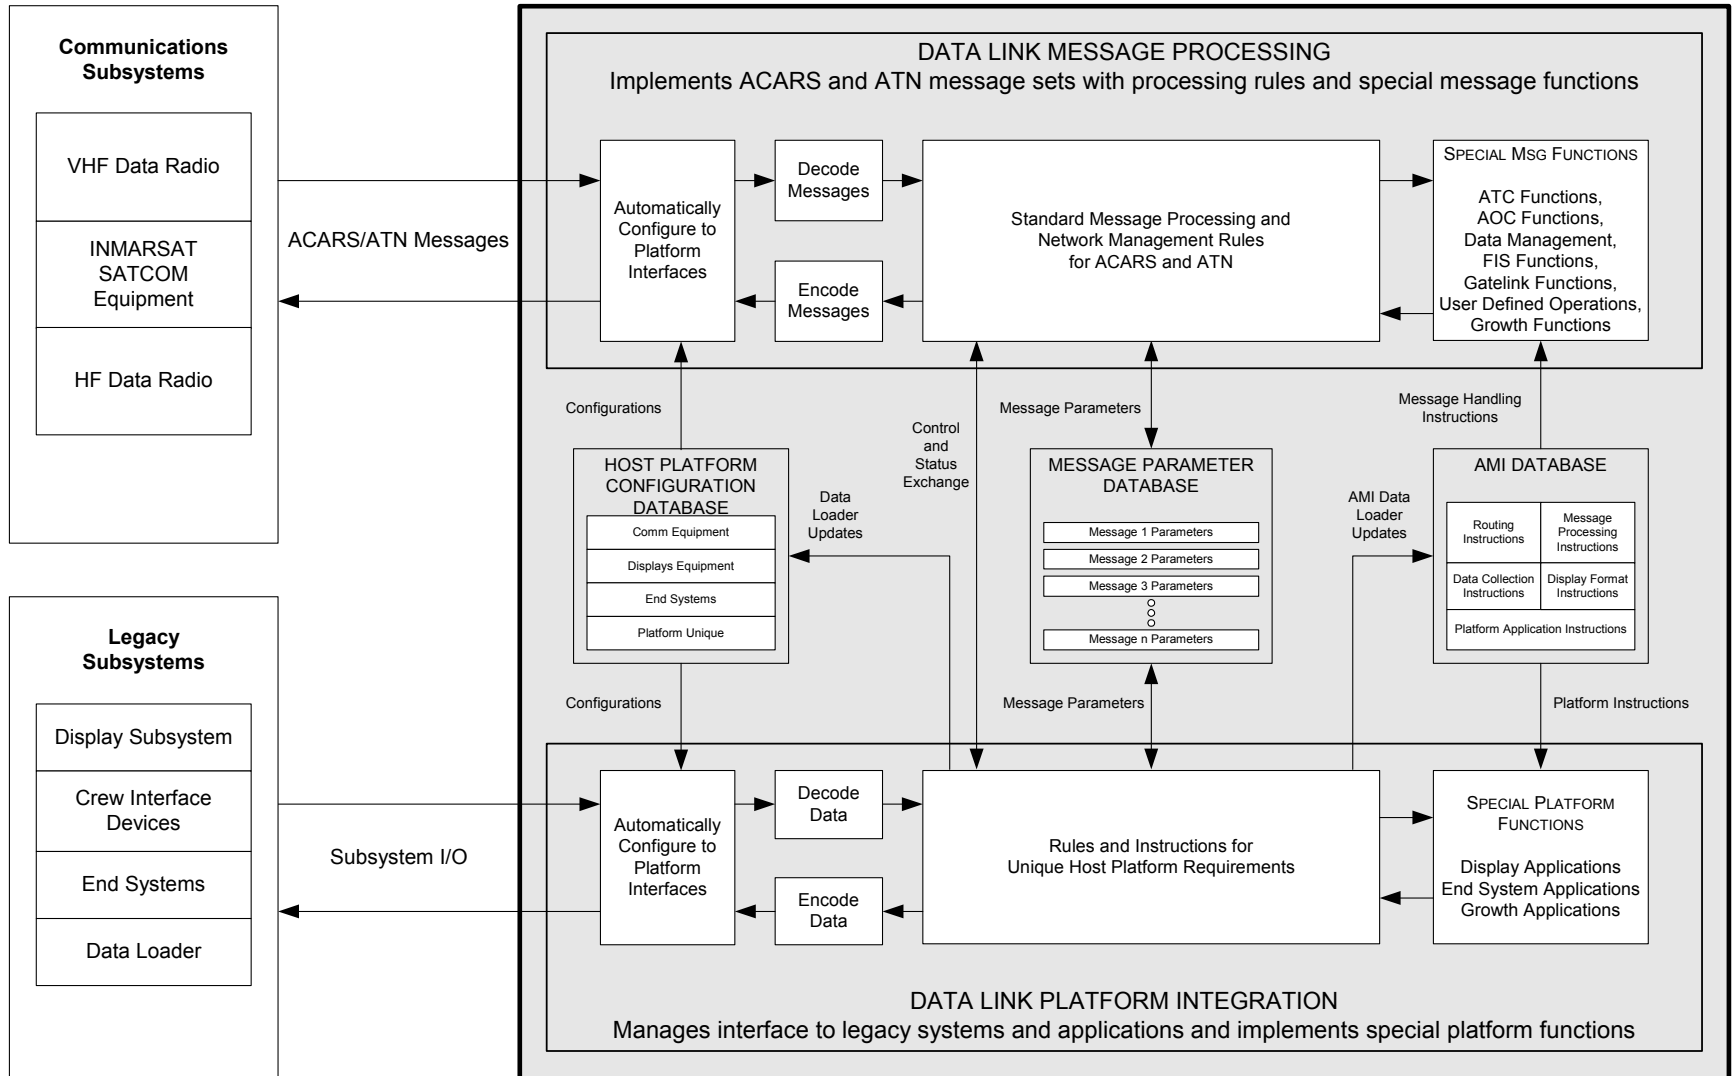 Communications
Subsystems
VHF Data Radio
INMARSAT
SATCOM
Equipment
HF Data Radio
Legacy
Subsystems
Display Subsystem
Crew Interface
Devices
End Systems
Data Loader
ACARS/ATN Messages
Subsystem I/O
DATA LINK MESSAGE PROCESSING
Implements ACARS and ATN message sets with processing rules and special message functions
Automatically
Configure to
Platform
Interfaces
Decode
Messages
Encode
Messages
Standard Message Processing and
Network Management Rules
for ACARS and ATN
SPECIAL MSG FUNCTIONS
ATC Functions,
AOC Functions,
Data Management,
FIS Functions,
Gatelink Functions,
User Defined Operations,
Growth Functions
Configurations
Control
and
Status
Exchange
Message Parameters
Message Handling
Instructions
HOST PLATFORM
CONFIGURATION
DATABASE
Comm Equipment
Displays Equipment
End Systems
Platform Unique
Data
Loader
Updates
MESSAGE PARAMETER
DATABASE
Message 1 Parameters
Message 2 Parameters
Message 3 Parameters
Message n Parameters
AMI Data
Loader
Updates
AMI DATABASE
Routing
Instructions
Message
Processing
Instructions
Data Collection
Instructions
Display Format
Instructions
Platform Application Instructions
Configurations
Message Parameters
Platform Instructions
Automatically
Configure to
Platform
Interfaces
Decode
Data
Encode
Data
Rules and Instructions for
Unique Host Platform Requirements
SPECIAL PLATFORM
FUNCTIONS
Display Applications
End System Applications
Growth Applications
DATA LINK PLATFORM INTEGRATION
Manages interface to legacy systems and applications and implements special platform functions